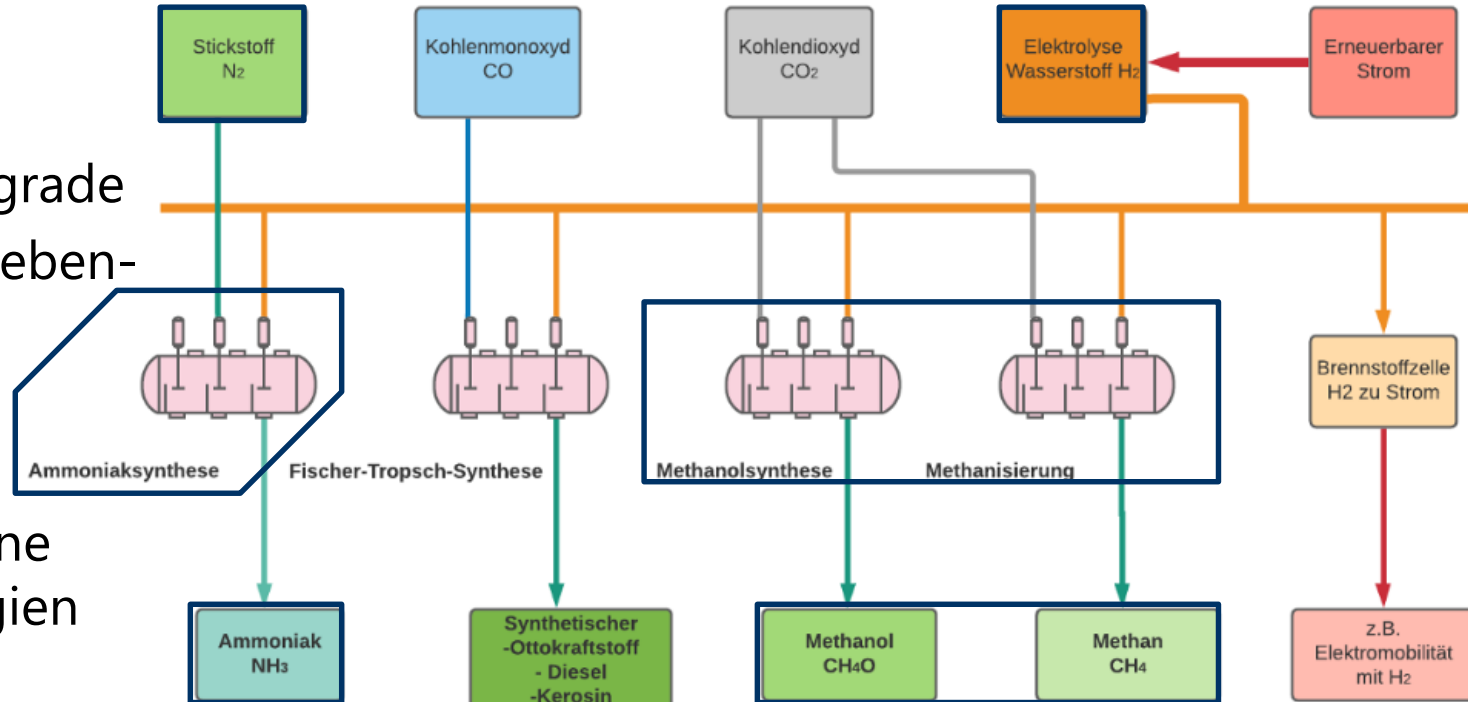 Stickstoff
N2
Kohlenmonoxyd
CO
Kohlendioxyd
CO2
Elektrolyse
Wasserstoff H2
Erneuerbarer
Strom
grade
eben-
Brennstoffzelle
H2 zu Strom
Ammoniaksynthese
Fischer-Tropsch-Synthese
Methanolsynthese
Methanisierung
ne
gien
Ammoniak
NH3
Synthetischer
-Ottokraftstoff
- Diesel
-Kerosin
Methanol
CH4O
Methan
CH4
z.B.
Elektromobilität
mit H2